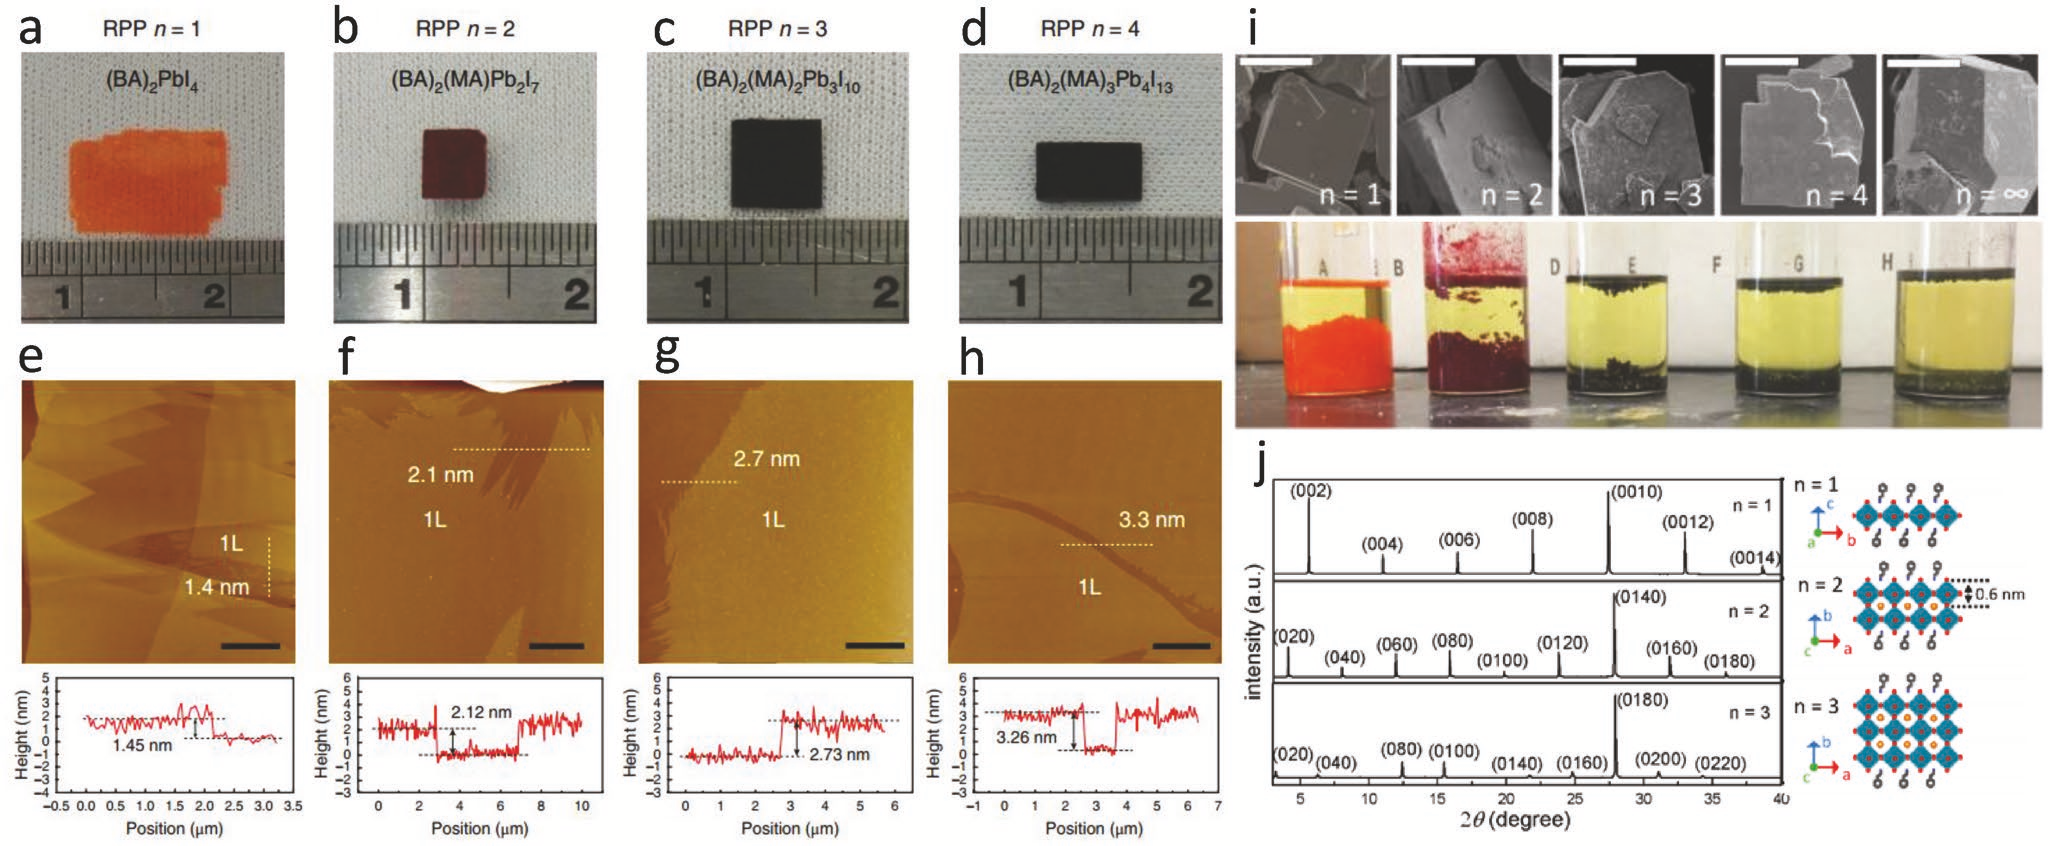 a
RPP n = 1
(BA)₂PbI₄
1 2
b
RPP n = 2
(BA)₂(MA)Pb₂I₇
1 2
c
RPP n = 3
(BA)₂(MA)₂Pb₃I₁₀
1 2
d
RPP n = 4
(BA)₂(MA)₃Pb₄I₁₃
1 2
e
1L
1.4 nm
f
2.1 nm
1L
g
2.7 nm
1L
h
3.3 nm
1L
Height (nm)
5
4
3
2
1
0
−1
−2
−3
−4
1.45 nm
−0.5 0.0 0.5 1.0 1.5 2.0 2.5 3.0 3.5
Position (μm)
Height (nm)
6
5
4
3
2
1
0
−1
−2
−3
2.12 nm
0 2 4 6 8 10
Position (μm)
Height (nm)
6
5
4
3
2
1
0
−1
−2
−3
2.73 nm
0 1 2 3 4 5 6
Position (μm)
Height (nm)
6
5
4
3
2
1
0
−1
−2
−3
3.26 nm
−1 0 1 2 3 4 5 6 7
Position (μm)
i
n = 1
n = 2
n = 3
n = 4
n = ∞
A B D E F G H
j
intensity (a.u.)
(002) (004) (006) (008) (0010) (0012) (0014)
n = 1
(020) (040) (060) (080) (0100) (0120) (0140) (0160) (0180)
n = 2
(020) (040) (080) (0100) (0140) (0160) (0180) (0200) (0220)
n = 3
5 10 15 20 25 30 35 40
2θ (degree)
n = 1
c
a b
n = 2
0.6 nm
b
c a
n = 3
b
c a